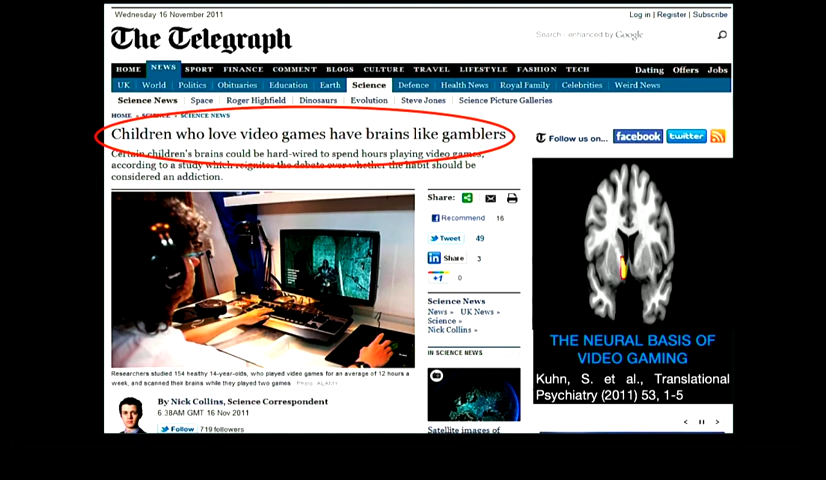 Wednesday 16 November 2011
Log in | Register | Subscribe
The Telegraph
Search - enhanced by Google
HOME NEWS SPORT FINANCE COMMENT BLOGS CULTURE TRAVEL LIFESTYLE FASHION TECH Dating Offers Jobs
UK World Politics Obituaries Education Earth Science Defence Health News Royal Family Celebrities Weird News
Science News Space Roger Highfield Dinosaurs Evolution Steve Jones Science Picture Galleries
HOME » SCIENCE » SCIENCE NEWS
Children who love video games have brains like gamblers
Certain children's brains could be hard-wired to spend hours playing video games,
according to a study which reignites the debate over whether the habit should be
considered an addiction.
Follow us on... facebook twitter
Share:
Recommend 16
Tweet 49
Share 3
+1 0
Science News
News » UK News »
Science »
Nick Collins »
IN SCIENCE NEWS
Satellite images of
THE NEURAL BASIS OF
VIDEO GAMING
Kuhn, S. et al., Translational
Psychiatry (2011) 53, 1-5
Researchers studied 154 healthy 14-year-olds, who played video games for an average of 12 hours a
week, and scanned their brains while they played two games Photo: ALAMY
By Nick Collins, Science Correspondent
6:38AM GMT 16 Nov 2011
Follow 719 followers